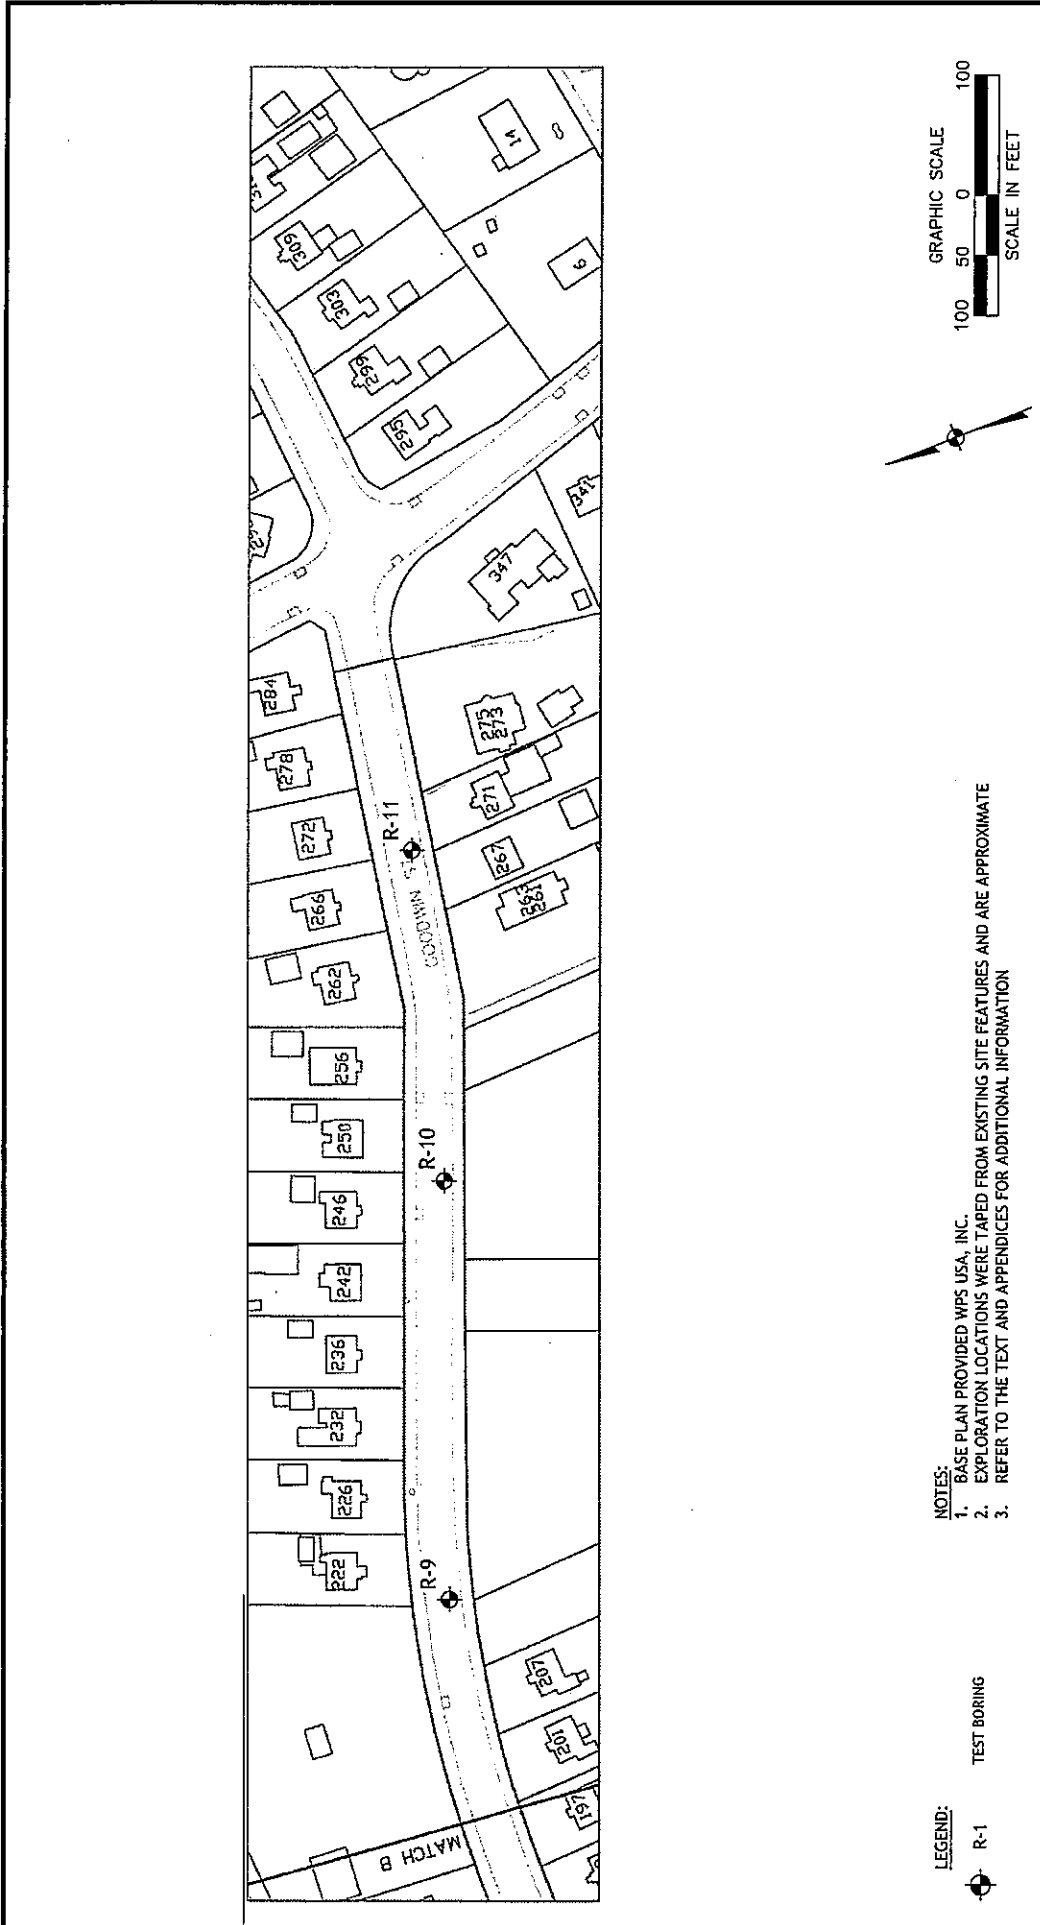 MATCH B
197
201
207
222
226
232
236
242
246
250
256
262
266
272
278
284
R-9
R-10
R-11
GOODWIN ST
263
261
267
271
275
273
347
341
295
299
303
309
6
14
GRAPHIC SCALE
100 50 0 100
SCALE IN FEET
LEGEND:
R-1 TEST BORING
NOTES:
1. BASE PLAN PROVIDED WPS USA, INC.
2. EXPLORATION LOCATIONS WERE TAPED FROM EXISTING SITE FEATURES AND ARE APPROXIMATE
3. REFER TO THE TEXT AND APPENDICES FOR ADDITIONAL INFORMATION